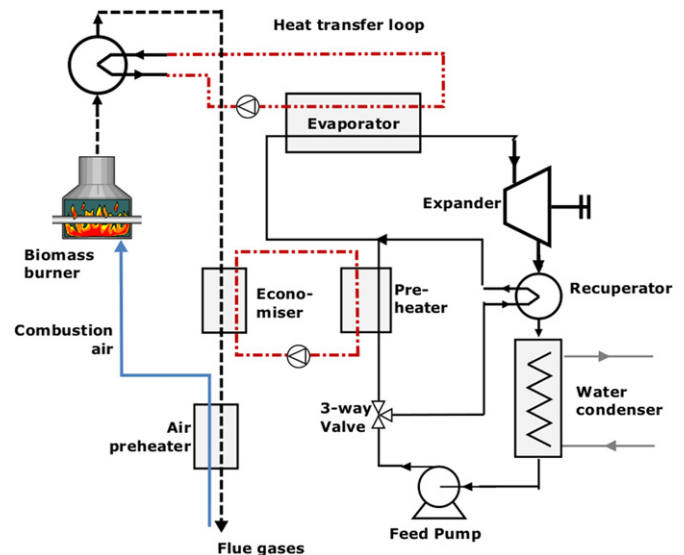 Heat transfer loop
Evaporator
Expander
Biomass
burner
Econo-
miser
Pre-
heater
Recuperator
Combustion
air
3-way
Valve
Water
condenser
Air
preheater
Feed Pump
Flue gases